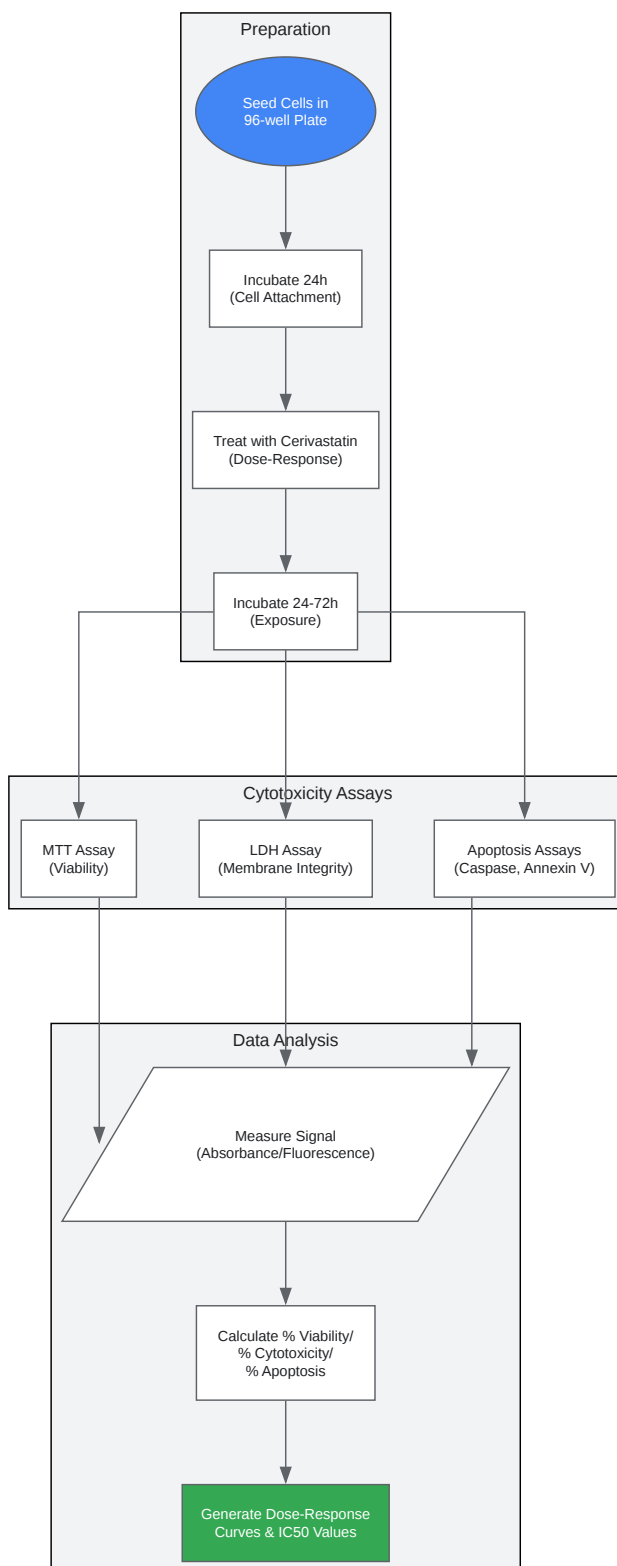 Preparation
Seed Cells in
96-well Plate
Incubate 24h
(Cell Attachment)
Treat with Cerivastatin
(Dose-Response)
Incubate 24-72h
(Exposure)
Cytotoxicity Assays
MTT Assay
(Viability)
LDH Assay
(Membrane Integrity)
Apoptosis Assays
(Caspase, Annexin V)
Data Analysis
Measure Signal
(Absorbance/Fluorescence)
Calculate % Viability/
% Cytotoxicity/
% Apoptosis
Generate Dose-Response
Curves & IC50 Values